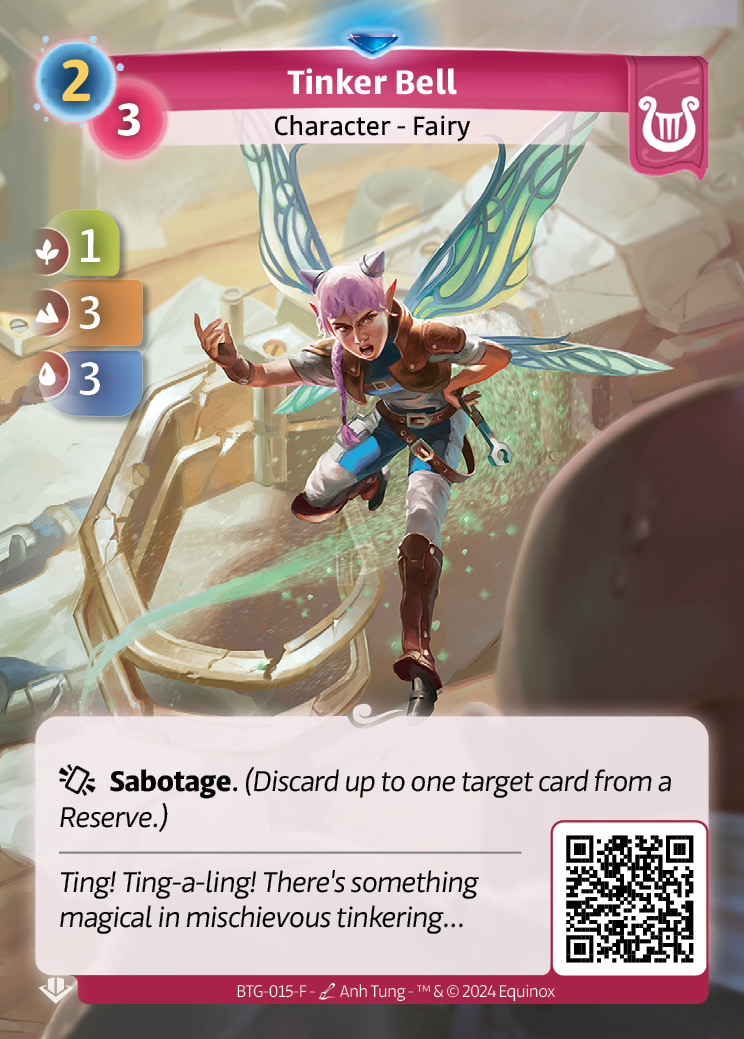 2
Tinker Bell
3
Character - Fairy
1
3
3
Sabotage. (Discard up to one target card from a
Reserve.)
Ting! Ting-a-ling! There's something
magical in mischievous tinkering...
BTG-015-F - Anh Tung - ™ & © 2024 Equinox